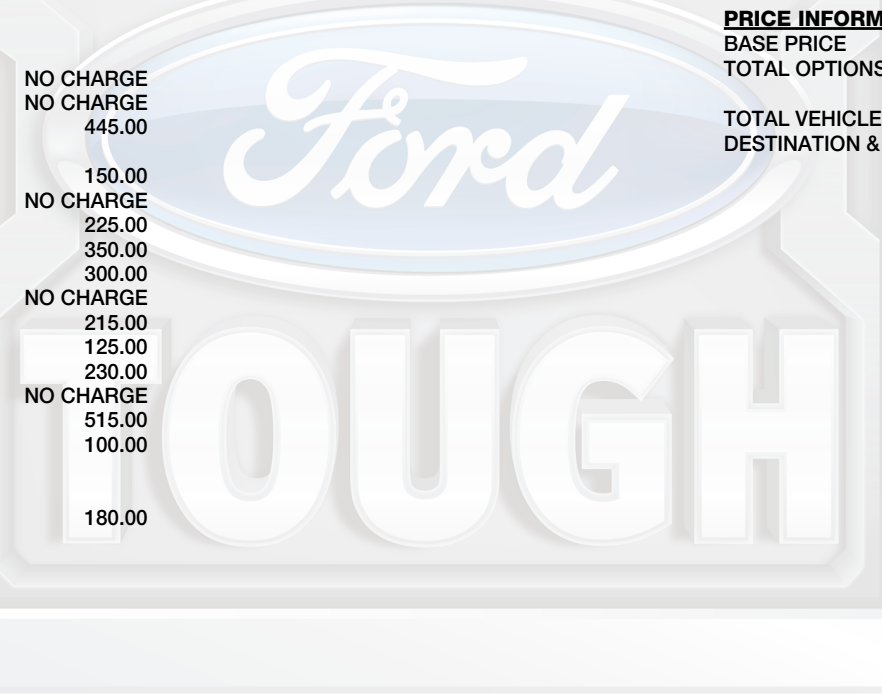 NO CHARGE
NO CHARGE
445.00
150.00
NO CHARGE
225.00
350.00
300.00
NO CHARGE
215.00
125.00
230.00
NO CHARGE
515.00
100.00
180.00
PRICE INFORM
BASE PRICE
TOTAL OPTIONS
TOTAL VEHICLE
DESTINATION &
Ford
TOUGH